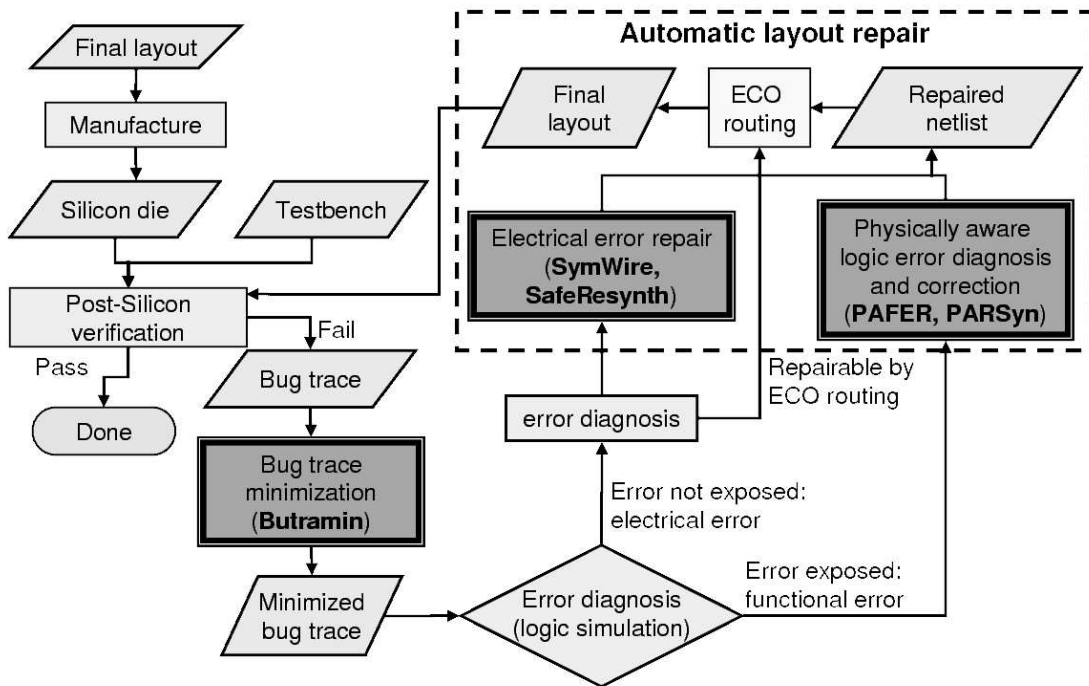 Automatic layout repair
Final layout
Manufacture
Silicon die
Testbench
Post-Silicon
verification
Pass
Fail
Done
Bug trace
Bug trace
minimization
(Butramin)
Minimized
bug trace
Error diagnosis
(logic simulation)
Error not exposed:
electrical error
Error exposed:
functional error
error diagnosis
Repairable by
ECO routing
Electrical error repair
(SymWire,
SafeResynth)
Physically aware
logic error diagnosis
and correction
(PAFER, PARSyn)
Repaired
netlist
ECO
routing
Final
layout